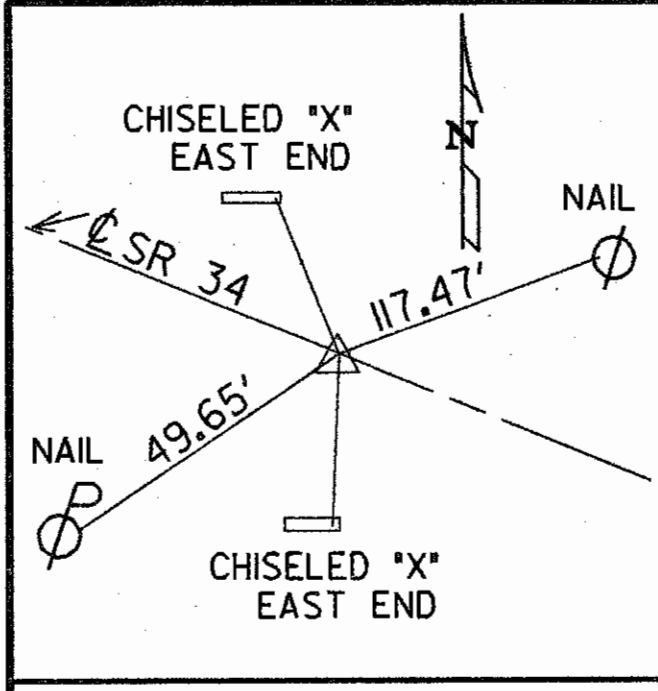 CHISELED "X"
EAST END
N
NAIL
℄ SR 34
117.47'
49.65'
NAIL
P
CHISELED "X"
EAST END